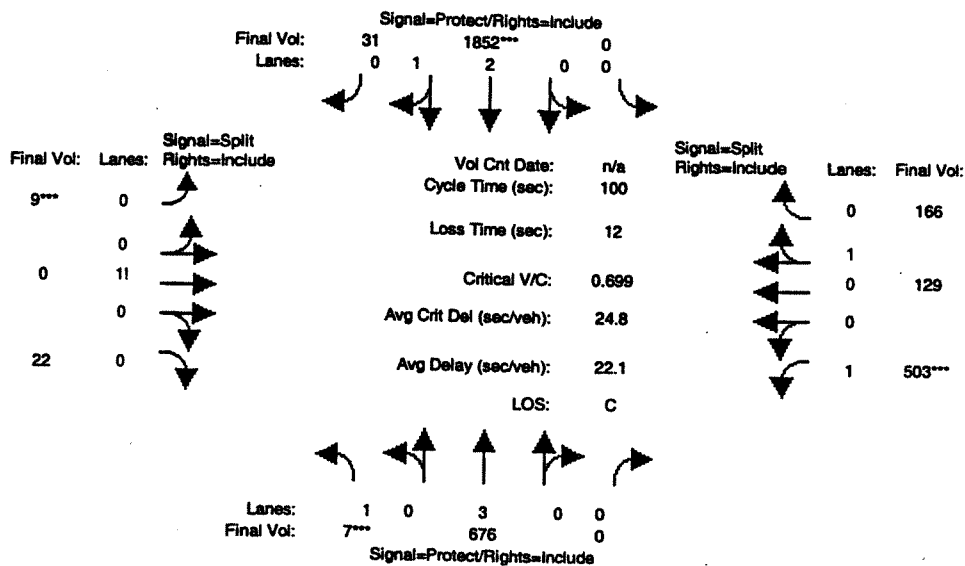 Signal=Protect/Rights=Include
Final Vol: 31 1852*** 0
Lanes: 0 1 2 0 0
Signal=Split
Final Vol: Lanes: Rights=Include
9*** 0
0
0 1!
0
22 0
Vol Cnt Date: n/a
Cycle Time (sec): 100
Loss Time (sec): 12
Critical V/C: 0.699
Avg Crit Del (sec/veh): 24.8
Avg Delay (sec/veh): 22.1
LOS: C
Signal=Split
Rights=Include Lanes: Final Vol:
0 166
1
0 129
0
1 503***
Lanes: 1 0 3 0 0
Final Vol: 7*** 676 0
Signal=Protect/Rights=Include